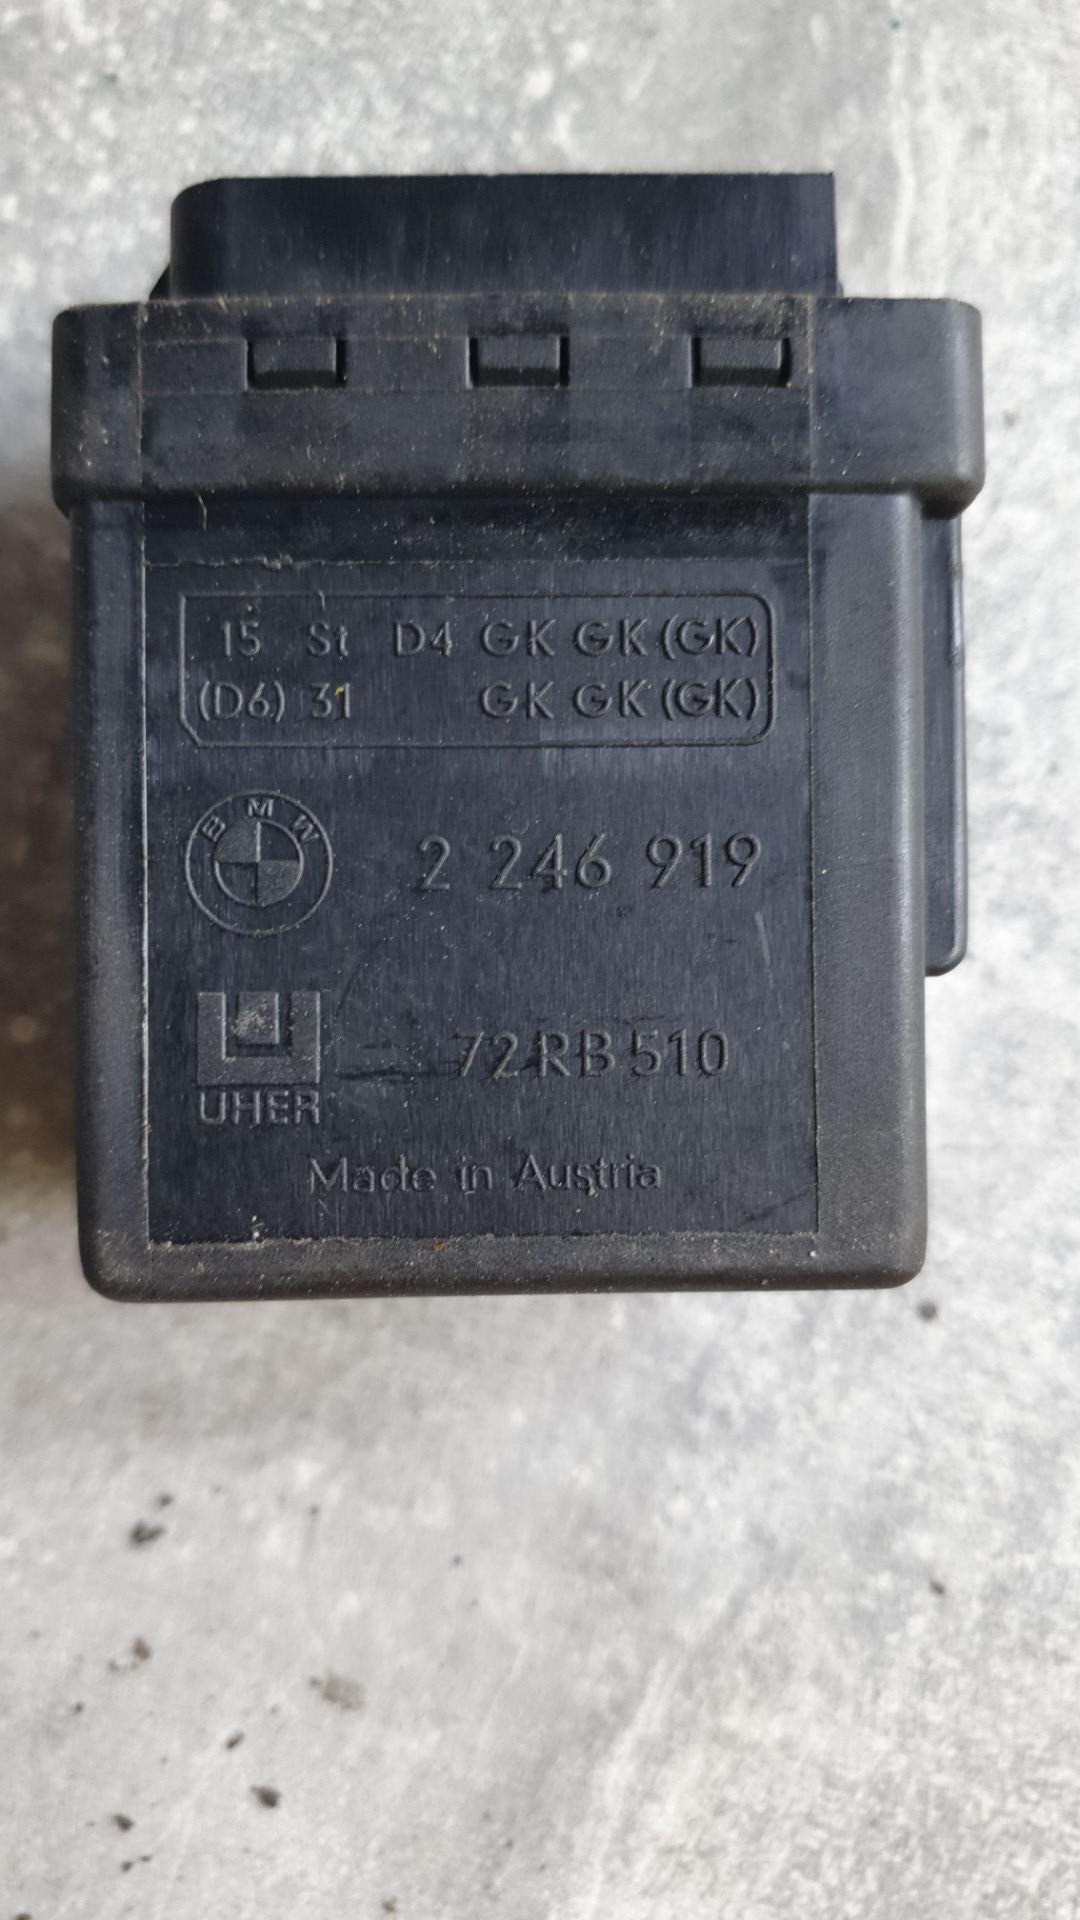 15 St D4 GK GK (GK)
(D6) 31 GK GK (GK)
BMW
2 246 919
UHER
72RB510
Made in Austria